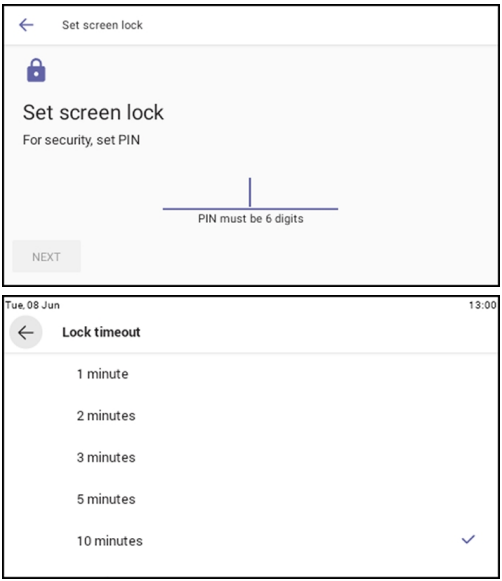 Set screen lock
Set screen lock
For security, set PIN
PIN must be 6 digits
NEXT
Tue, 08 Jun 13:00
Lock timeout
1 minute
2 minutes
3 minutes
5 minutes
10 minutes